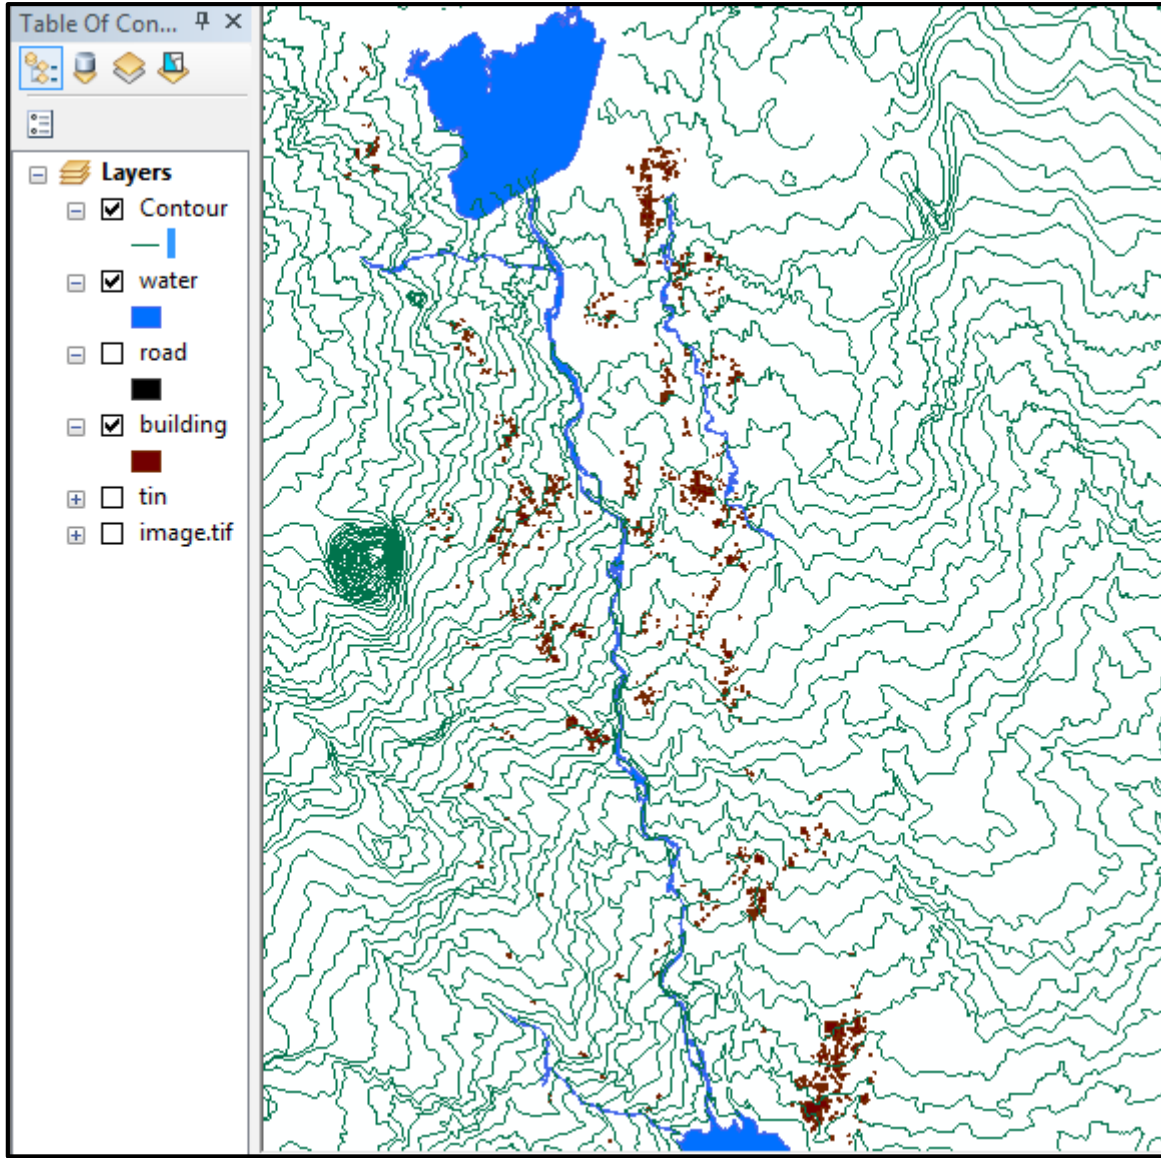 Table Of Con...
Layers
Contour
water
road
building
tin
image.tif